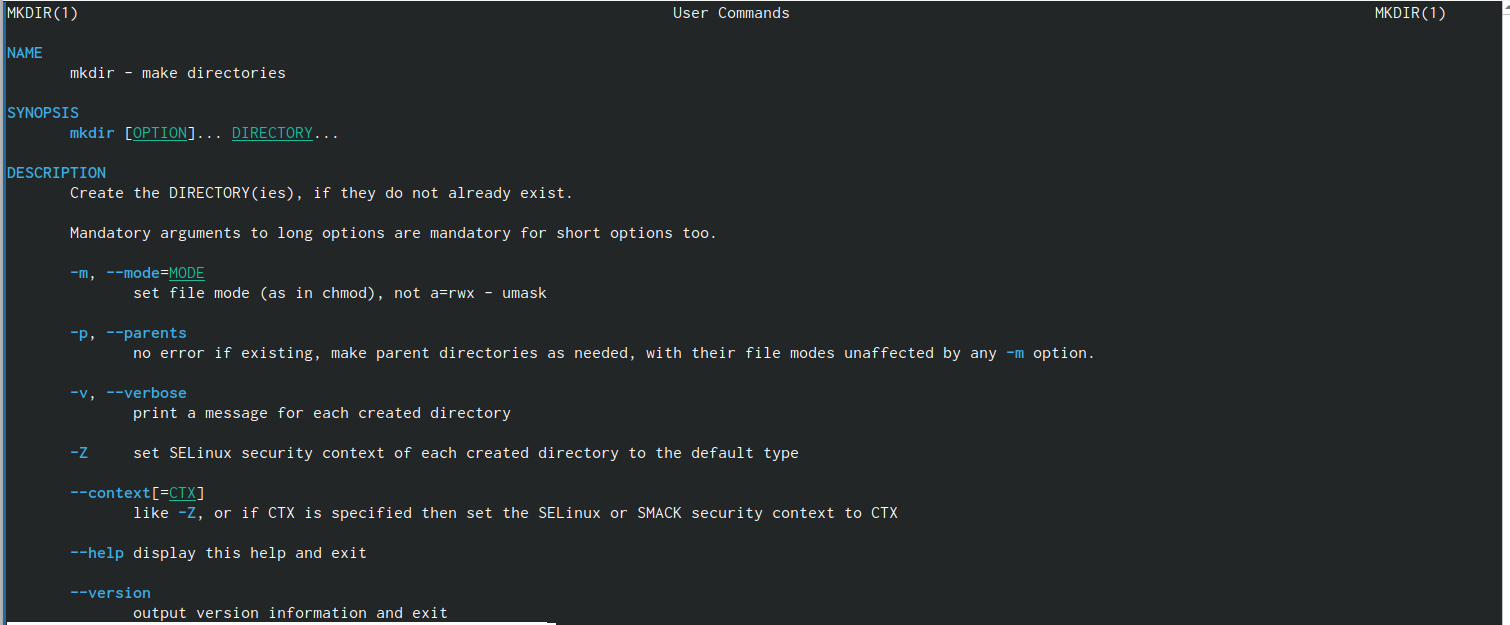 MKDIR(1) User Commands MKDIR(1)
NAME
mkdir - make directories
SYNOPSIS
mkdir [OPTION]... DIRECTORY...
DESCRIPTION
Create the DIRECTORY(ies), if they do not already exist.
Mandatory arguments to long options are mandatory for short options too.
-m, --mode=MODE
set file mode (as in chmod), not a=rwx - umask
-p, --parents
no error if existing, make parent directories as needed, with their file modes unaffected by any -m option.
-v, --verbose
print a message for each created directory
-Z set SELinux security context of each created directory to the default type
--context[=CTX]
like -Z, or if CTX is specified then set the SELinux or SMACK security context to CTX
--help display this help and exit
--version
output version information and exit